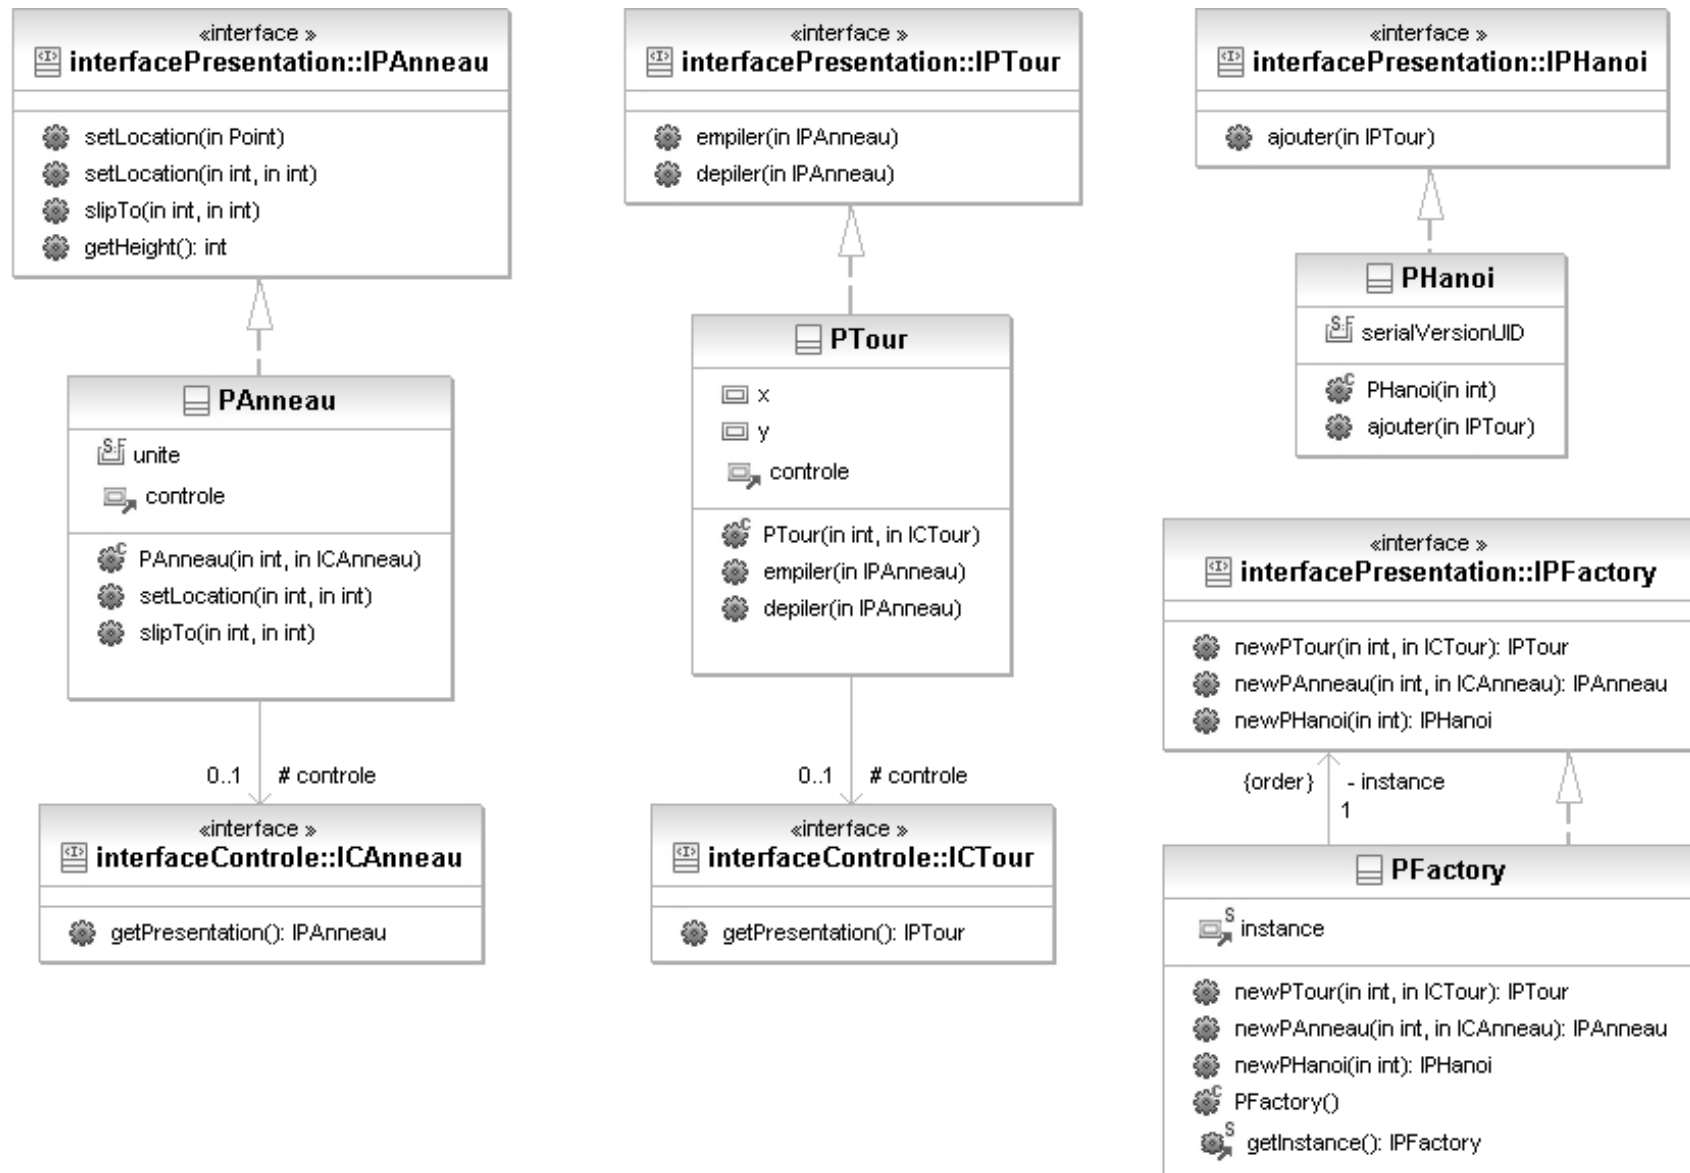 «interface »
interfacePresentation::IPAnneau
setLocation(in Point)
setLocation(in int, in int)
slipTo(in int, in int)
getHeight(): int
PAnneau
S.F unite
controle
C PAnneau(in int, in ICAnneau)
setLocation(in int, in int)
slipTo(in int, in int)
0..1 # controle
«interface »
interfaceControle::ICAnneau
getPresentation(): IPAnneau
«interface »
interfacePresentation::IPTour
empiler(in IPAnneau)
depiler(in IPAnneau)
PTour
x
y
controle
C PTour(in int, in ICTour)
empiler(in IPAnneau)
depiler(in IPAnneau)
0..1 # controle
«interface »
interfaceControle::ICTour
getPresentation(): IPTour
«interface »
interfacePresentation::IPHanoi
ajouter(in IPTour)
PHanoi
S.F serialVersionUID
C PHanoi(in int)
ajouter(in IPTour)
«interface »
interfacePresentation::IPFactory
newPTour(in int, in ICTour): IPTour
newPAnneau(in int, in ICAnneau): IPAnneau
newPHanoi(in int): IPHanoi
{order} - instance
1
PFactory
S instance
newPTour(in int, in ICTour): IPTour
newPAnneau(in int, in ICAnneau): IPAnneau
newPHanoi(in int): IPHanoi
C PFactory()
S getInstance(): IPFactory